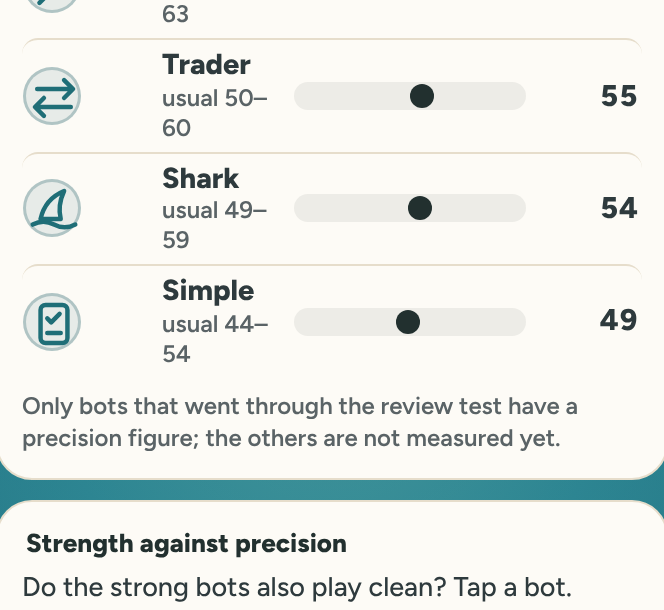 63
Trader
usual 50–
60
55
Shark
usual 49–
59
54
Simple
usual 44–
54
49
Only bots that went through the review test have a
precision figure; the others are not measured yet.
Strength against precision
Do the strong bots also play clean? Tap a bot.